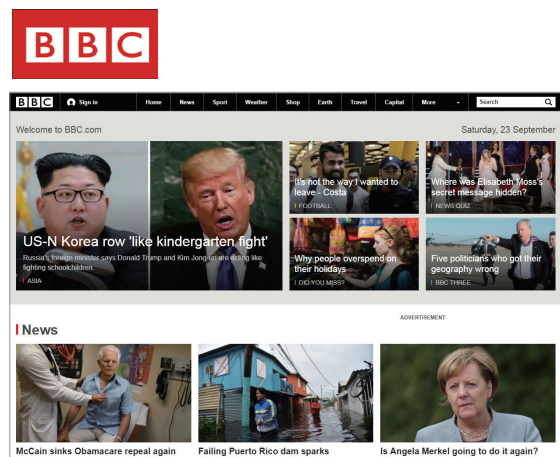 BBC
BBC Sign in Home News Sport Weather Shop Earth Travel Capital More Search
Welcome to BBC.com
Saturday, 23 September
US-N Korea row 'like kindergarten fight'
Russia's foreign minister says Donald Trump and Kim Jong-un are acting like
fighting schoolchildren.
ASIA
It's not the way I wanted to
leave - Costa
FOOTBALL
Where was Elisabeth Moss's
secret message hidden?
NEWS QUIZ
Why people overspend on
their holidays
DID YOU MISS?
Five politicians who got their
geography wrong
BBC THREE
ADVERTISEMENT
News
McCain sinks Obamacare repeal again
Failing Puerto Rico dam sparks
Is Angela Merkel going to do it again?